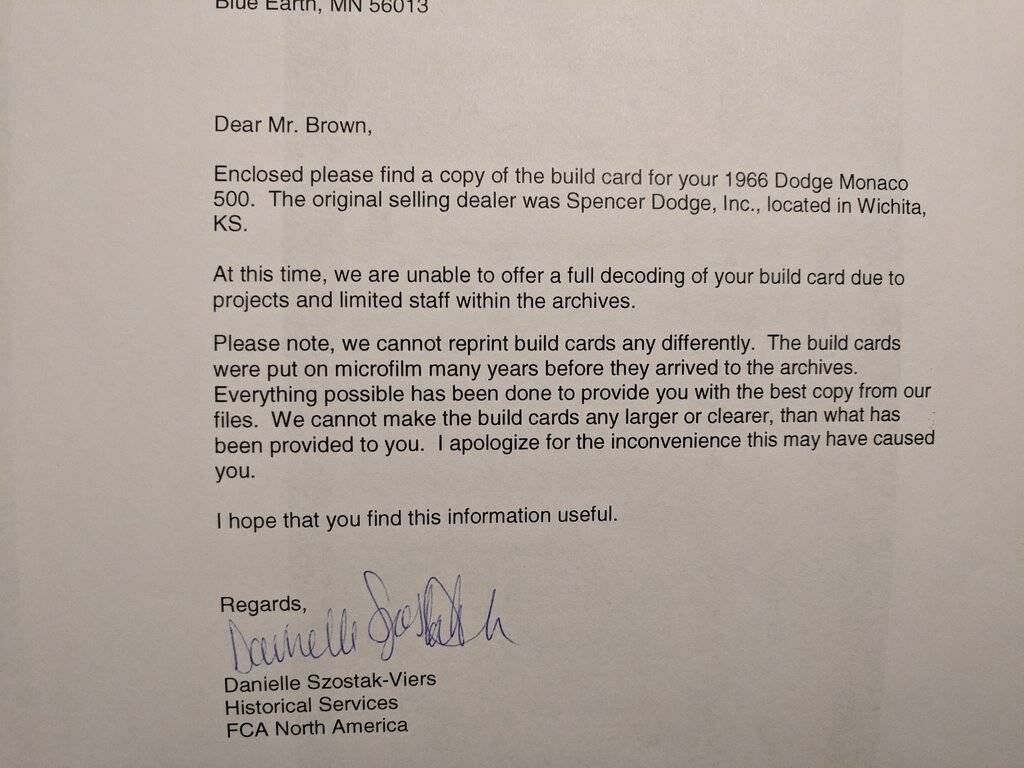 Blue Earth, MN 56013
Dear Mr. Brown,
Enclosed please find a copy of the build card for your 1966 Dodge Monaco
500.  The original selling dealer was Spencer Dodge, Inc., located in Wichita,
KS.
At this time, we are unable to offer a full decoding of your build card due to
projects and limited staff within the archives.
Please note, we cannot reprint build cards any differently.  The build cards
were put on microfilm many years before they arrived to the archives.
Everything possible has been done to provide you with the best copy from our
files.  We cannot make the build cards any larger or clearer, than what has
been provided to you.  I apologize for the inconvenience this may have caused
you.
I hope that you find this information useful.
Regards,
Danielle Szostak
Danielle Szostak-Viers
Historical Services
FCA North America